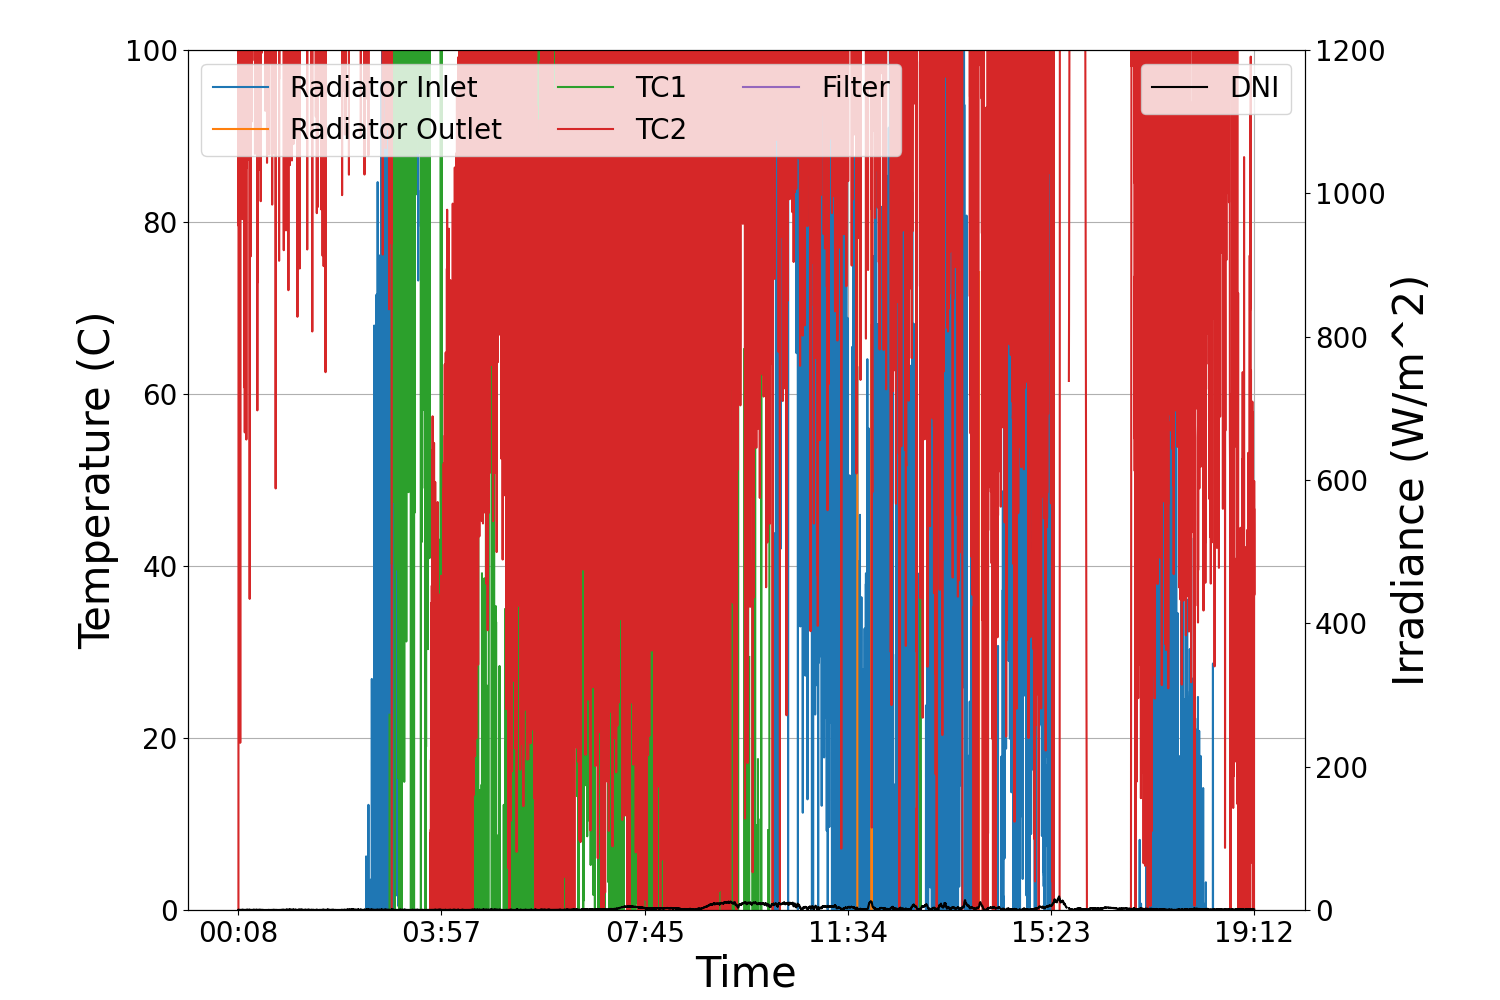 100
80
60
40
20
0
Temperature (C)
Radiator Inlet
Radiator Outlet
TC1
TC2
Filter
DNI
1200
1000
800
600
400
200
0
Irradiance (W/m^2)
00:08 03:57 07:45 11:34 15:23 19:12
Time